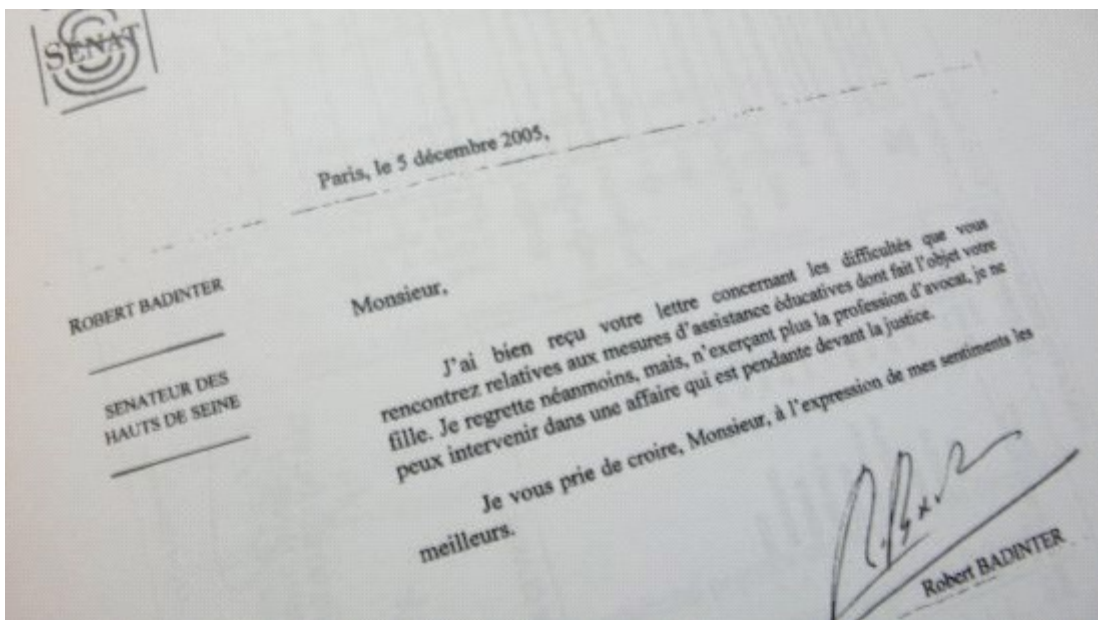 SENAT
Paris, le 5 décembre 2005,
ROBERT BADINTER
SENATEUR DES
HAUTS DE SEINE
Monsieur,
J'ai bien reçu votre lettre concernant les difficultés que vous
rencontrez relatives aux mesures d'assistance éducatives dont fait l'objet votre
fille. Je regrette néanmoins, mais, n'exerçant plus la profession d'avocat, je ne
peux intervenir dans une affaire qui est pendante devant la justice.
Je vous prie de croire, Monsieur, à l'expression de mes sentiments les
meilleurs.
Robert BADINTER